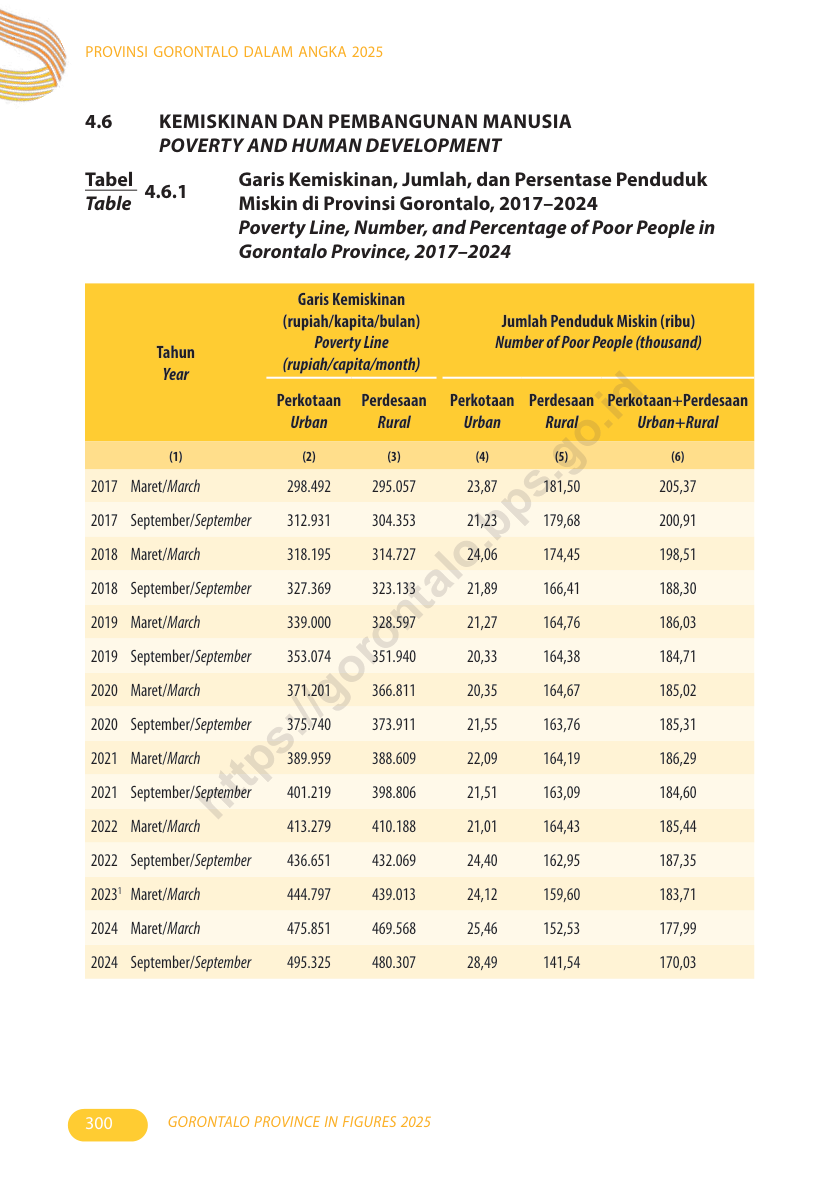 PROVINSI GORONTALO DALAM ANGKA 2025
4.6 KEMISKINAN DAN PEMBANGUNAN MANUSIA
POVERTY AND HUMAN DEVELOPMENT
Tabel
Table
4.6.1
Garis Kemiskinan, Jumlah, dan Persentase Penduduk
Miskin di Provinsi Gorontalo, 2017–2024
Poverty Line, Number, and Percentage of Poor People in
Gorontalo Province, 2017–2024
Tahun
Year
Garis Kemiskinan
(rupiah/kapita/bulan)
Poverty Line
(rupiah/capita/month)
Jumlah Penduduk Miskin (ribu)
Number of Poor People (thousand)
Perkotaan Perdesaan Perkotaan Perdesaan Perkotaan+Perdesaan
Urban Rural Urban Rural Urban+Rural
(1) (2) (3) (4) (5) (6)
2017 Maret/March 298.492 295.057 23,87 181,50 205,37
2017 September/September 312.931 304.353 21,23 179,68 200,91
2018 Maret/March 318.195 314.727 24,06 174,45 198,51
2018 September/September 327.369 323.133 21,89 166,41 188,30
2019 Maret/March 339.000 328.597 21,27 164,76 186,03
2019 September/September 353.074 351.940 20,33 164,38 184,71
2020 Maret/March 371.201 366.811 20,35 164,67 185,02
2020 September/September 375.740 373.911 21,55 163,76 185,31
2021 Maret/March 389.959 388.609 22,09 164,19 186,29
2021 September/September 401.219 398.806 21,51 163,09 184,60
2022 Maret/March 413.279 410.188 21,01 164,43 185,44
2022 September/September 436.651 432.069 24,40 162,95 187,35
2023¹ Maret/March 444.797 439.013 24,12 159,60 183,71
2024 Maret/March 475.851 469.568 25,46 152,53 177,99
2024 September/September 495.325 480.307 28,49 141,54 170,03
https://gorontalo.bps.go.id
300 GORONTALO PROVINCE IN FIGURES 2025